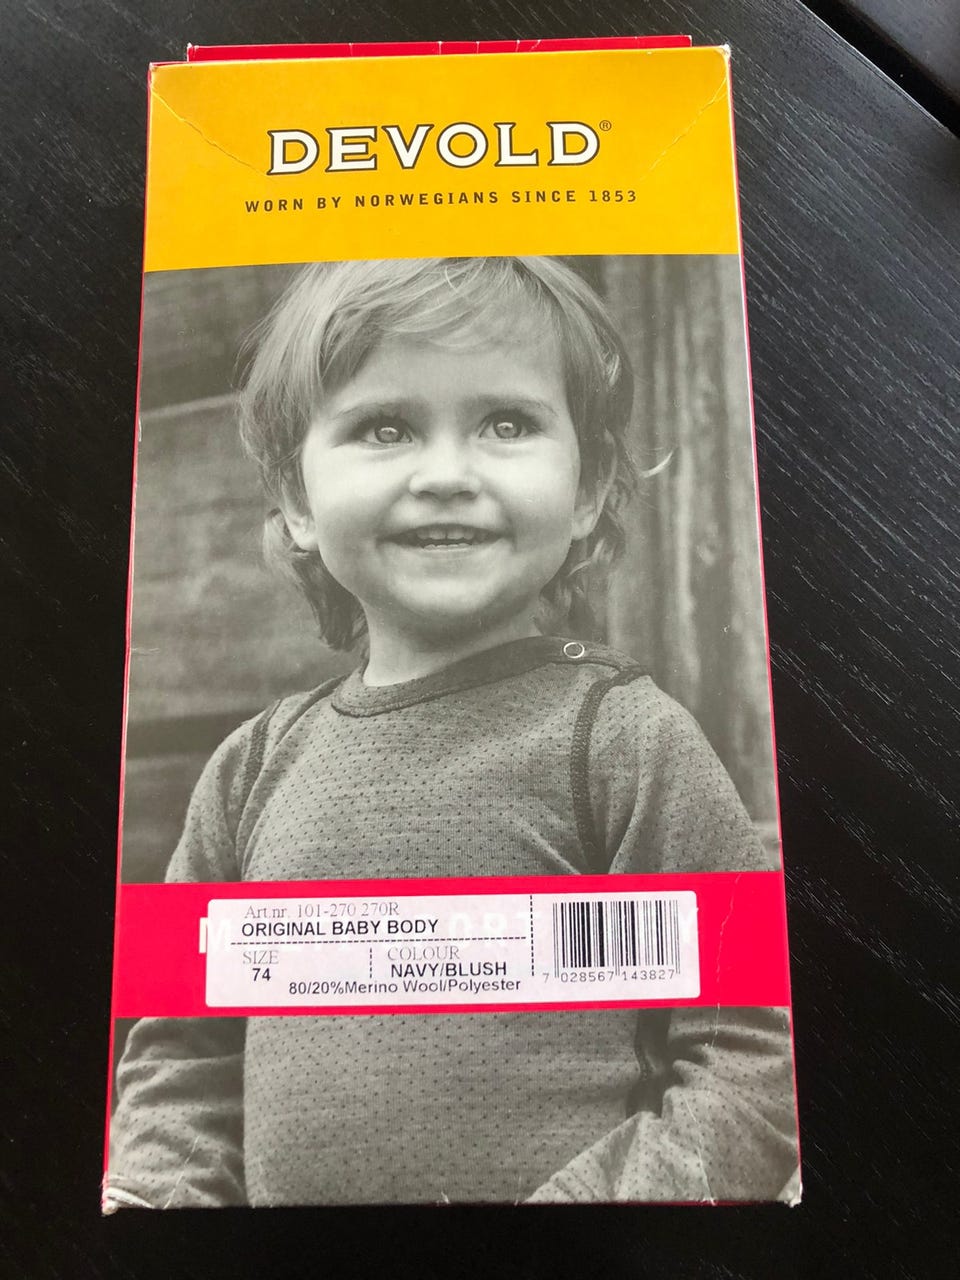 DEVOLD®
WORN BY NORWEGIANS SINCE 1853
Art.nr. 101-270 270R
ORIGINAL BABY BODY
SIZE
74
COLOUR
NAVY/BLUSH
80/20%Merino Wool/Polyester
7 028567 143827